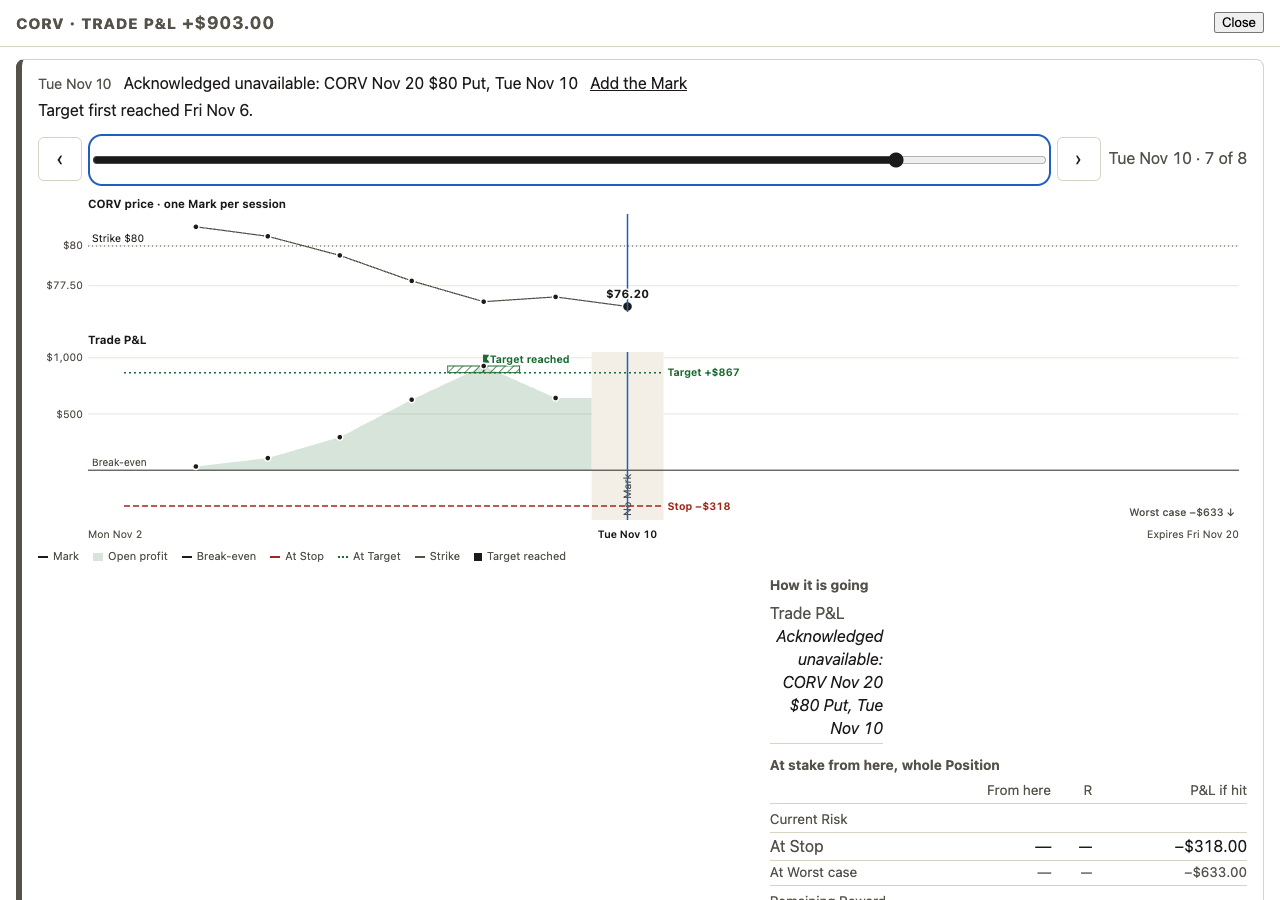 CORV · TRADE P&L +$903.00
Close
Tue Nov 10 Acknowledged unavailable: CORV Nov 20 $80 Put, Tue Nov 10 Add the Mark
Target first reached Fri Nov 6.
‹
›
Tue Nov 10 · 7 of 8
CORV price · one Mark per session
Strike $80
$80
$77.50
$76.20
Trade P&L
$1,000
Target reached
Target +$867
$500
Break-even
No Mark
Stop −$318
Worst case −$633 ↓
Mon Nov 2
Tue Nov 10
Expires Fri Nov 20
Mark Open profit Break-even At Stop At Target Strike Target reached
How it is going
Trade P&L
Acknowledged
unavailable:
CORV Nov 20
$80 Put, Tue
Nov 10
At stake from here, whole Position
From here R P&L if hit
Current Risk
At Stop — — −$318.00
At Worst case — — −$633.00
Remaining Reward